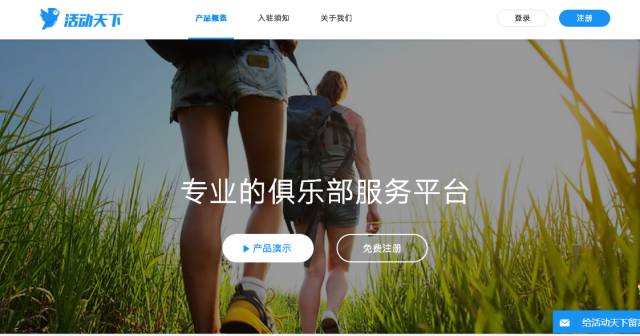 活动天下
产品概览
入驻须知
关于我们
登录
注册
专业的俱乐部服务平台
产品演示
免费注册
给活动天下留